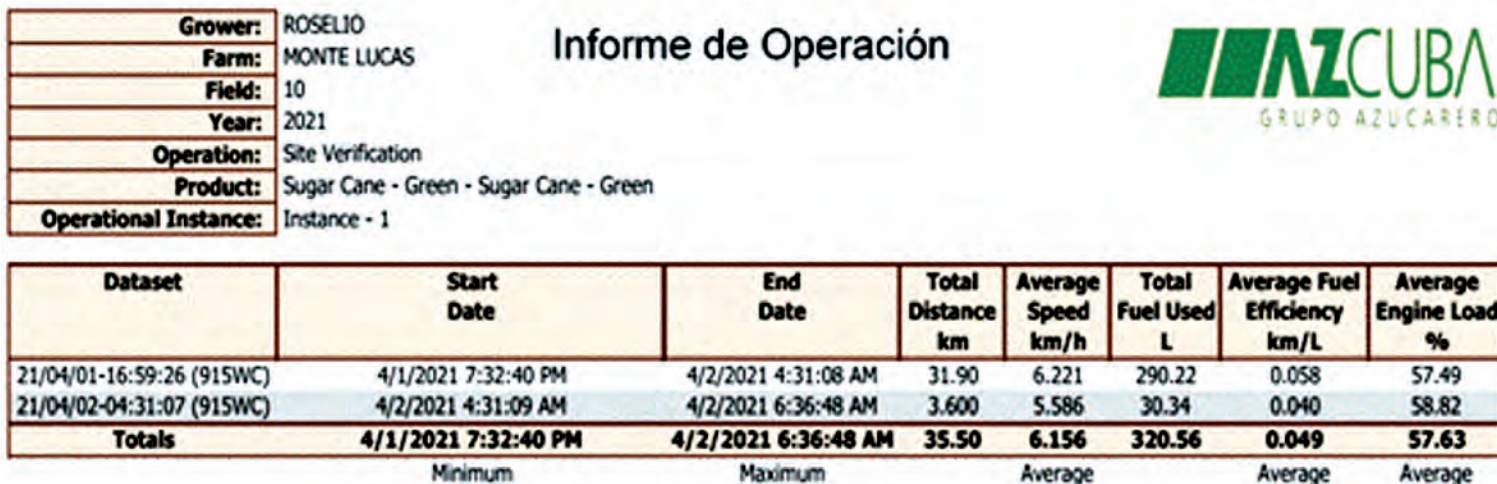 Grower: ROSELIO
Farm: MONTE LUCAS
Field: 10
Year: 2021
Operation: Site Verification
Product: Sugar Cane - Green - Sugar Cane - Green
Operational Instance: Instance - 1
Informe de Operación
AZCUBA
GRUPO AZUCARERO
Dataset Start Date End Date Total Distance km Average Speed km/h Total Fuel Used L Average Fuel Efficiency km/L Average Engine Load %
21/04/01-16:59:26 (915WC) 4/1/2021 7:32:40 PM 4/2/2021 4:31:08 AM 31.90 6.221 290.22 0.058 57.49
21/04/02-04:31:07 (915WC) 4/2/2021 4:31:09 AM 4/2/2021 6:36:48 AM 3.600 5.586 30.34 0.040 58.82
Totals 4/1/2021 7:32:40 PM 4/2/2021 6:36:48 AM 35.50 6.156 320.56 0.049 57.63
Minimum Maximum Average Average Average